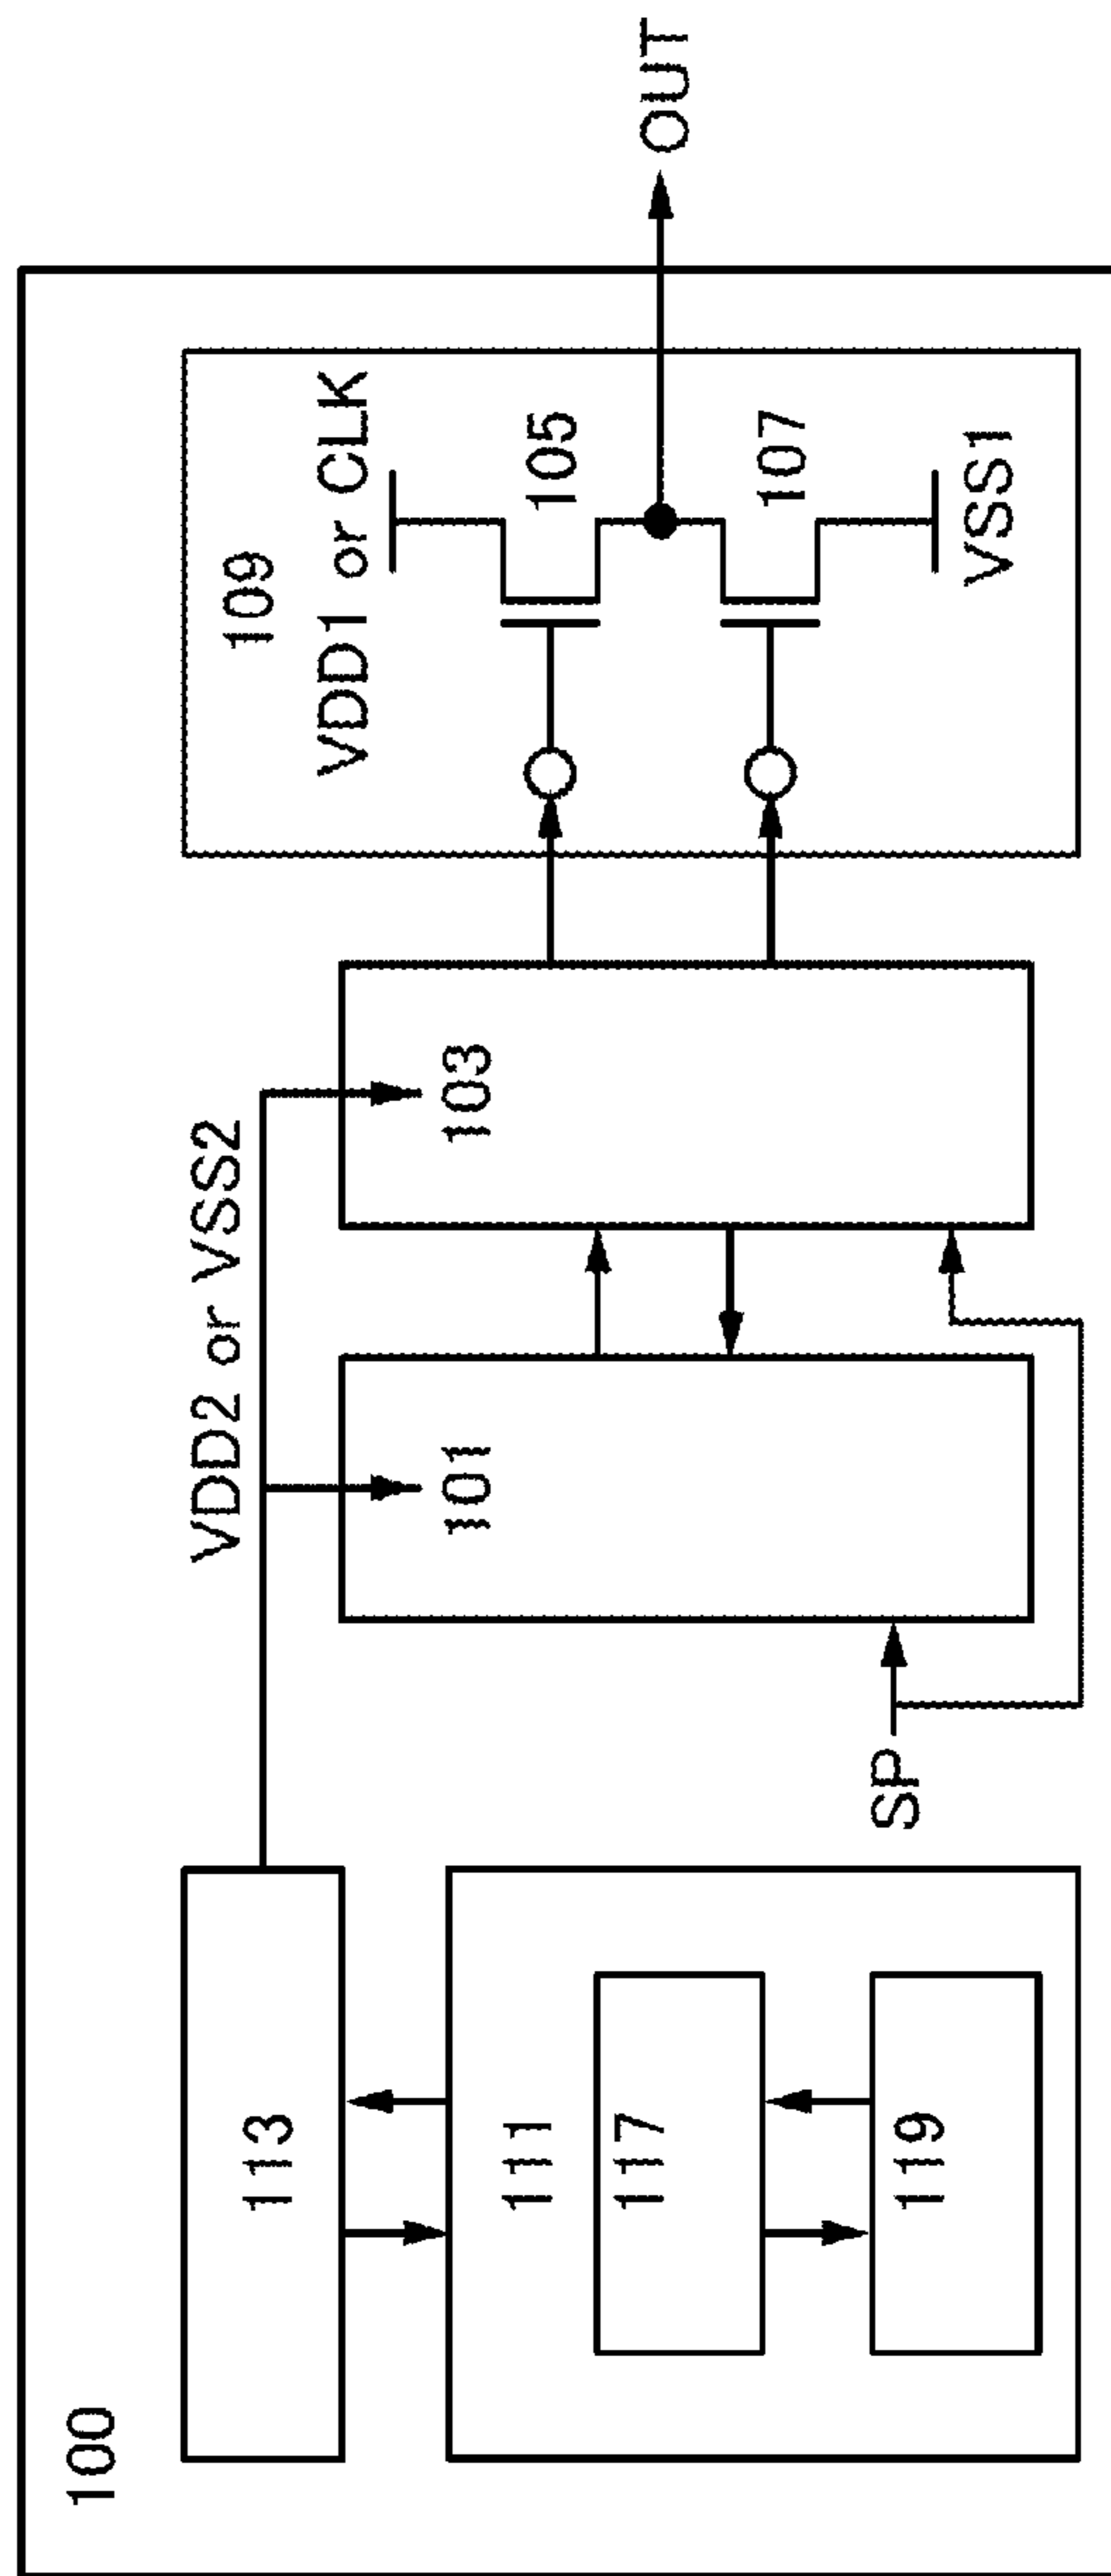 100
113
111
117
119
VDD2 or VSS2
101
103
SP
109
VDD1 or CLK
105
107
VSS1
OUT